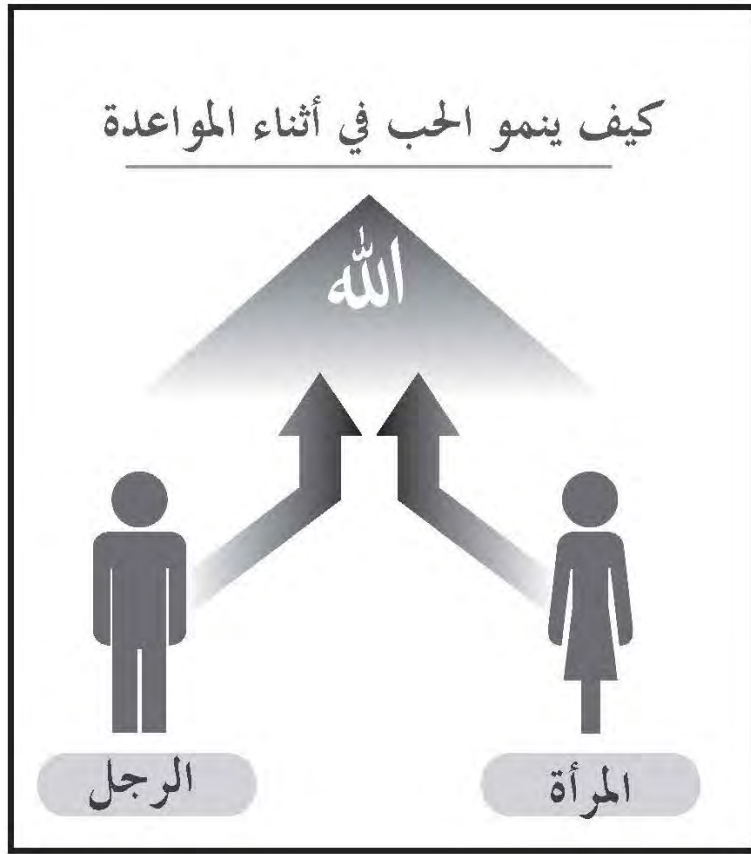 كيف ينمو الحب في أثناء المواعدة
الله
الرجل
المرأة